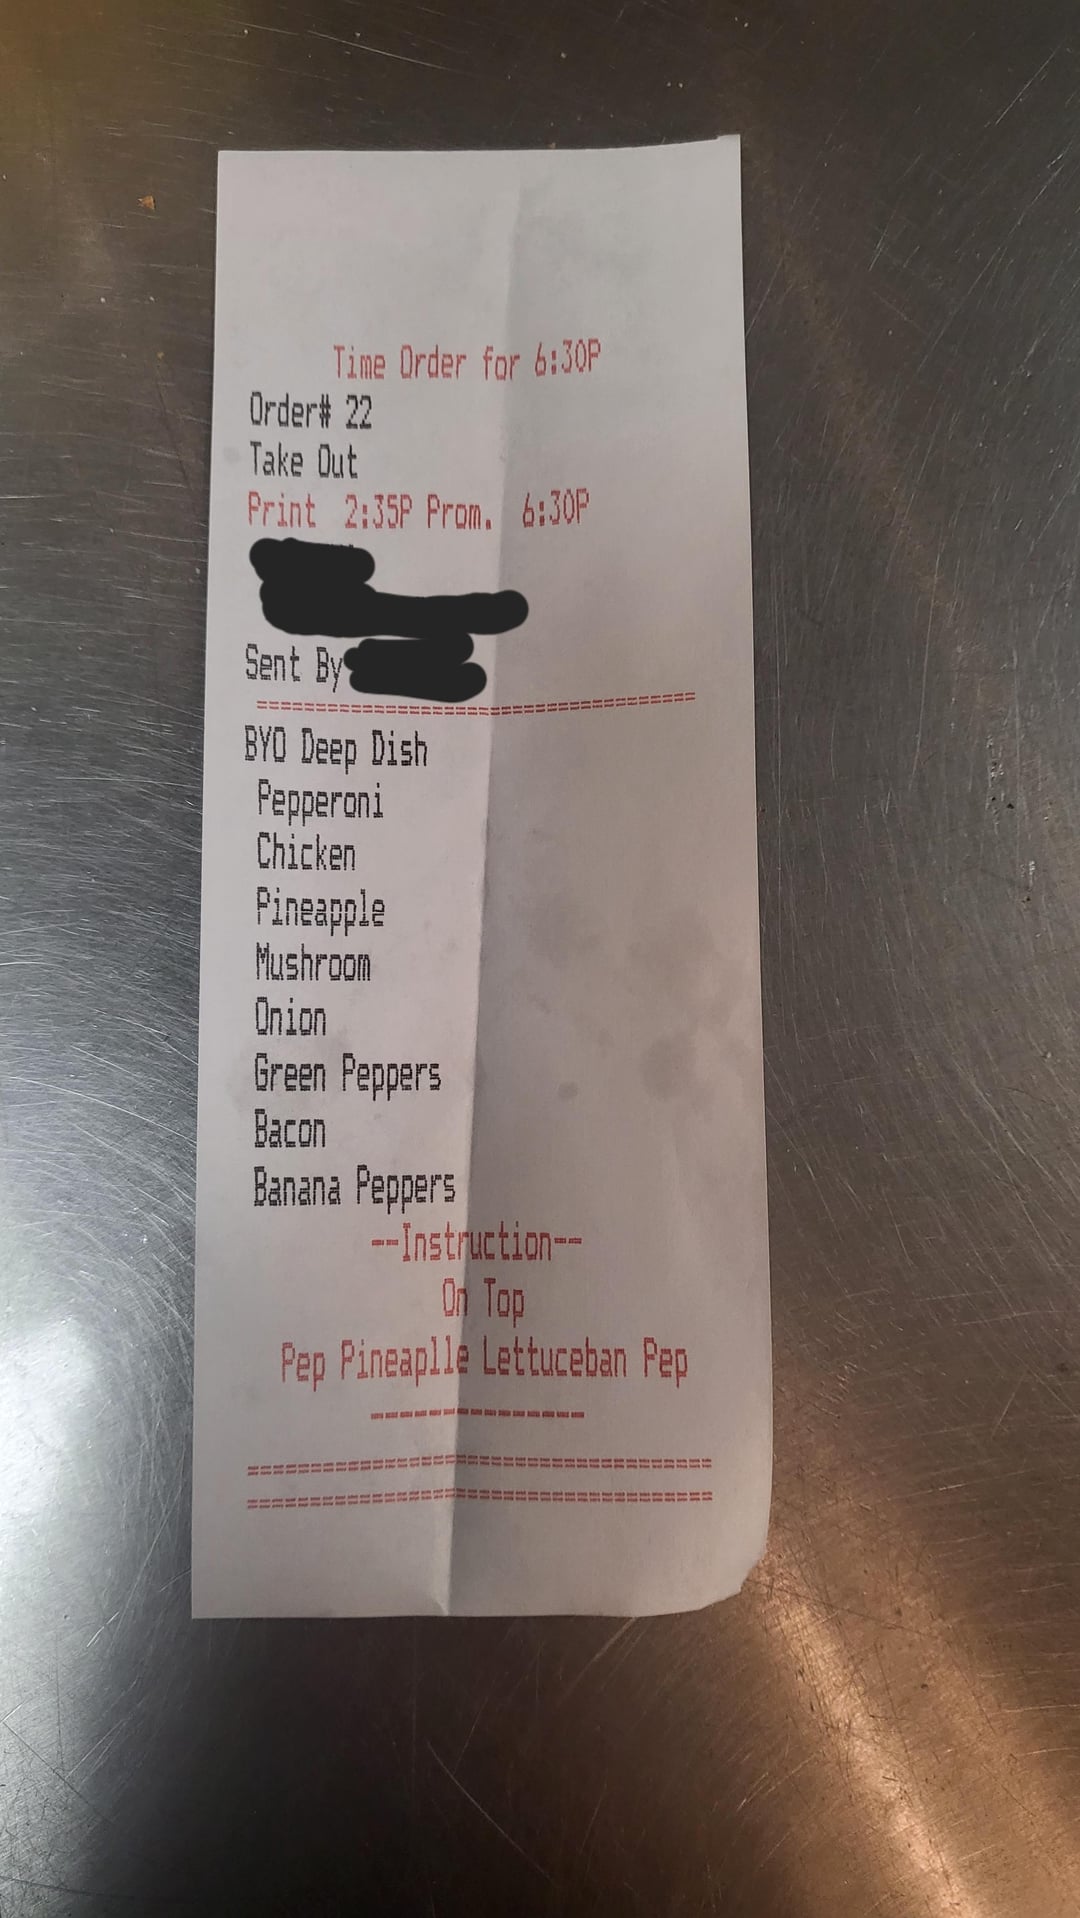 Time Order for 6:30P
Order# 22
Take Out
Print 2:35P Prom. 6:30P
Sent By
==============================
BYO Deep Dish
Pepperoni
Chicken
Pineapple
Mushroom
Onion
Green Peppers
Bacon
Banana Peppers
--Instruction--
On Top
Pep Pineaplle Lettuceban Pep
---------------
================================
================================